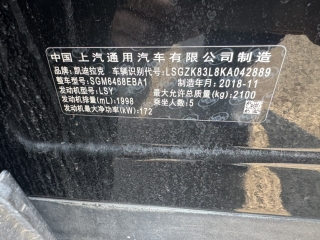 中国 上汽通用汽车有限公司制造
品牌：凯迪拉克 车辆识别代号：LSGZK83L8KA042889
整车型号：SGM6468EBA1 制造年月：2018-11
发动机型号：LSY 最大允许总质量(kg)：2100
发动机排量(mL)：1998 乘坐人数：5
发动机最大净功率(kW)：172